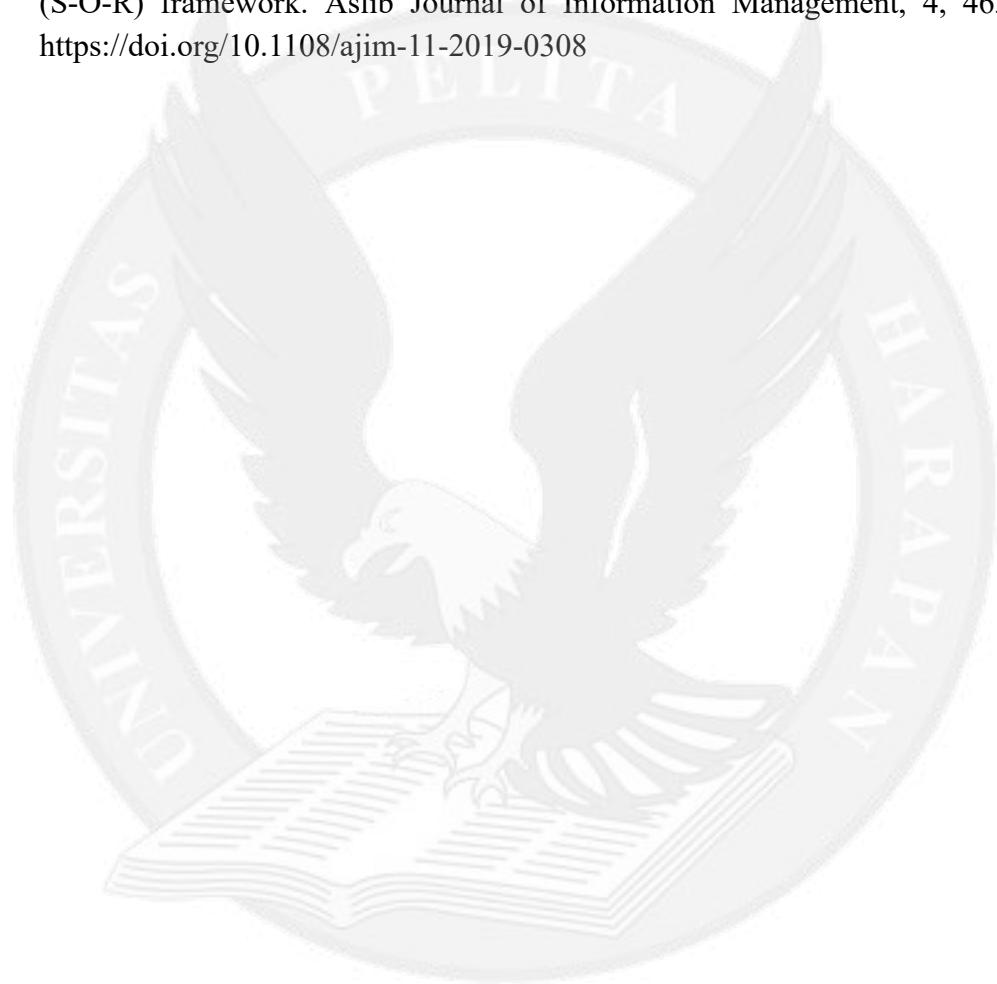 (S-O-R) framework. Aslib Journal of Information Management, 4, 463
https://doi.org/10.1108/ajim-11-2019-0308
PELITA
UNIVERSITAS
HARAPAN